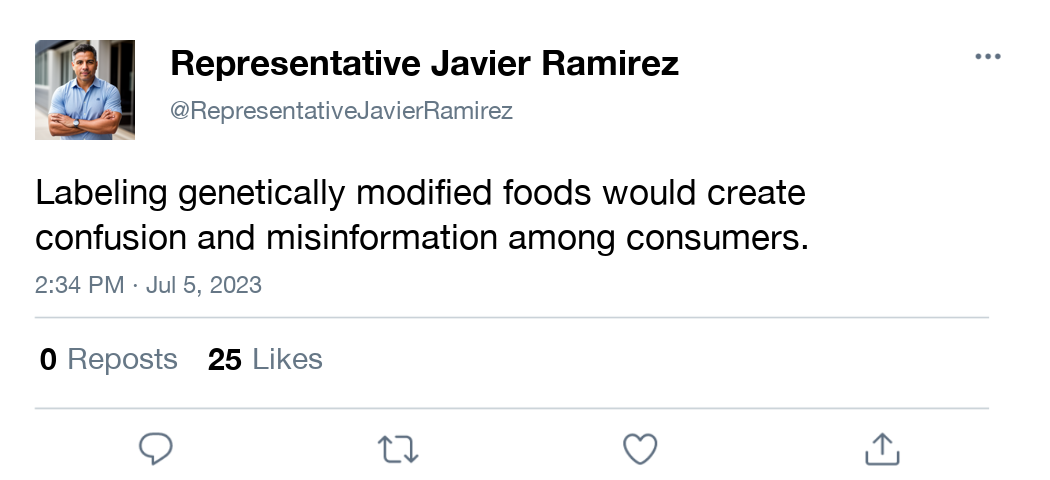 Representative Javier Ramirez
@RepresentativeJavierRamirez
Labeling genetically modified foods would create
confusion and misinformation among consumers.
2:34 PM · Jul 5, 2023
0 Reposts 25 Likes